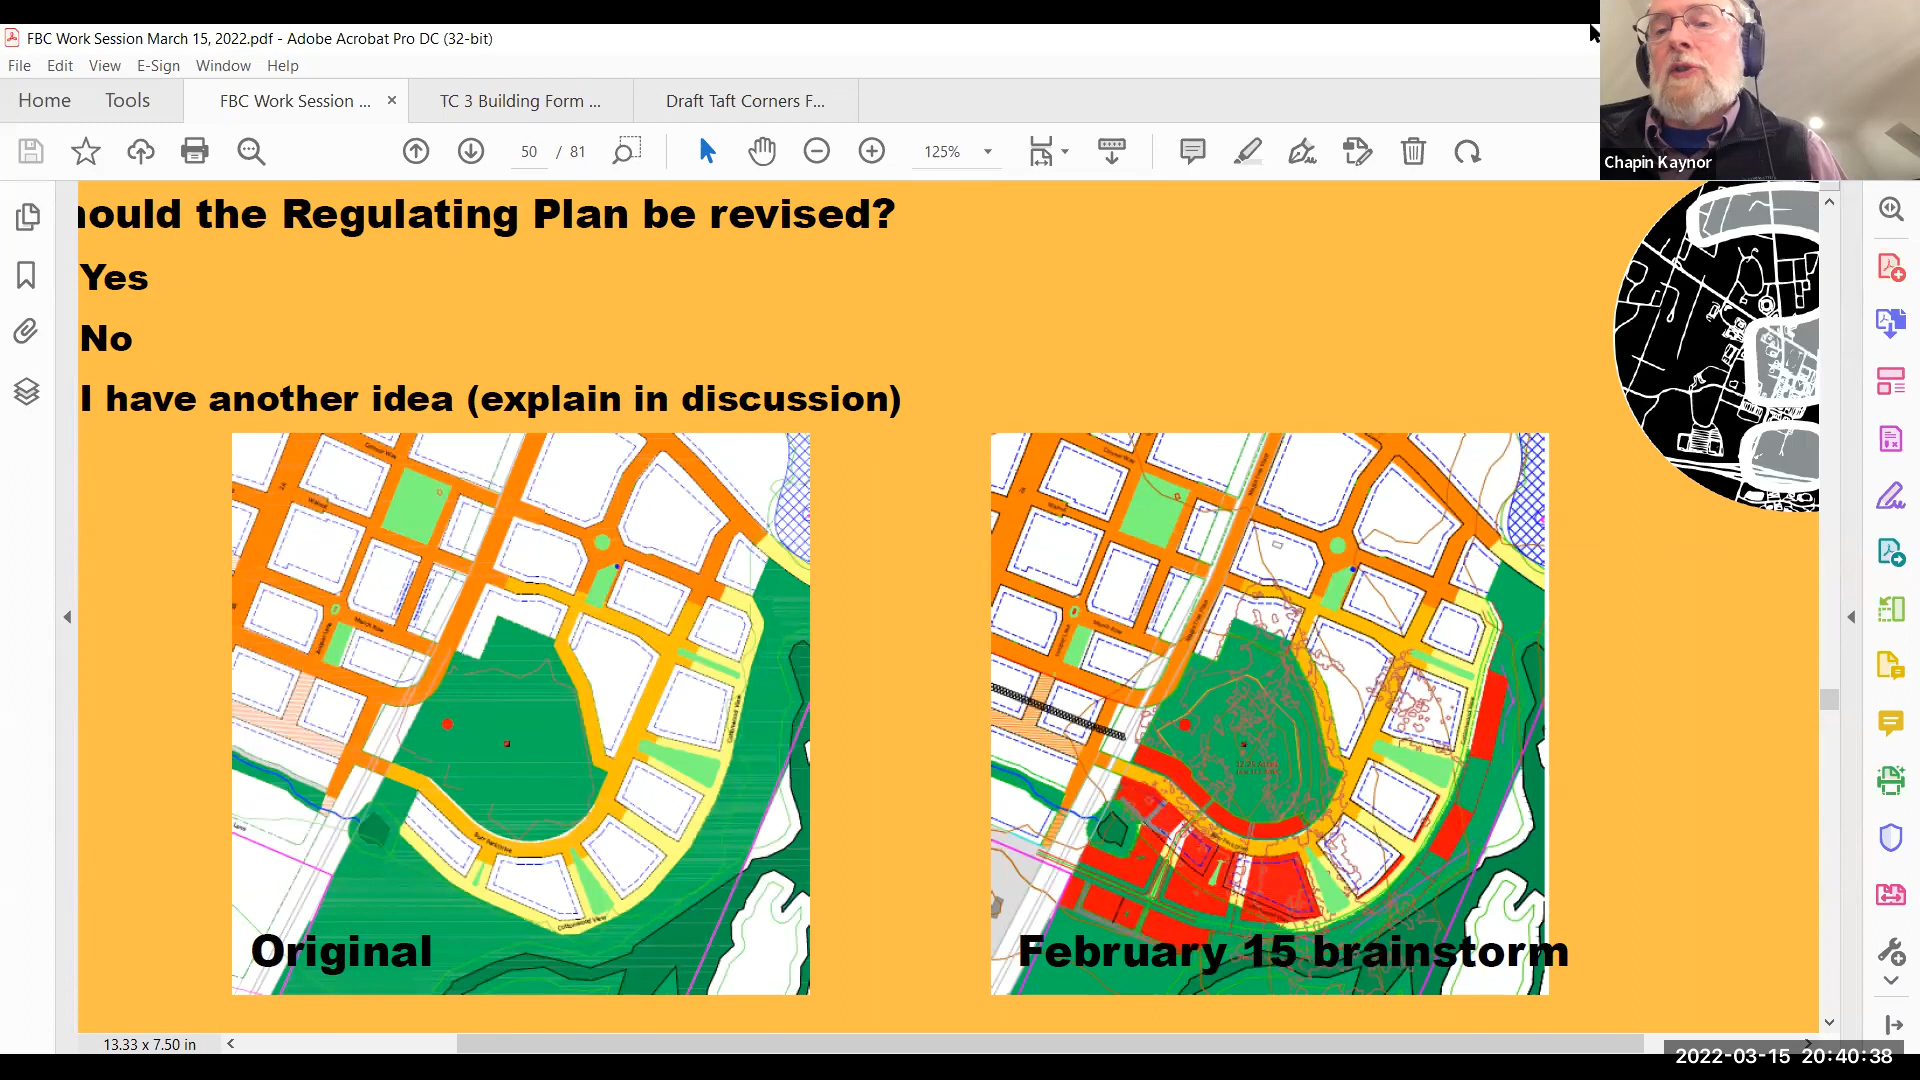 FBC Work Session March 15, 2022.pdf - Adobe Acrobat Pro DC (32-bit)
File Edit View E-Sign Window Help
Home Tools FBC Work Session ... TC 3 Building Form ... Draft Taft Corners F...
50 / 81 125%
Chapin Kaynor
hould the Regulating Plan be revised?
Yes
No
I have another idea (explain in discussion)
Original
February 15 brainstorm
13.33 x 7.50 in
2022-03-15 20:40:38